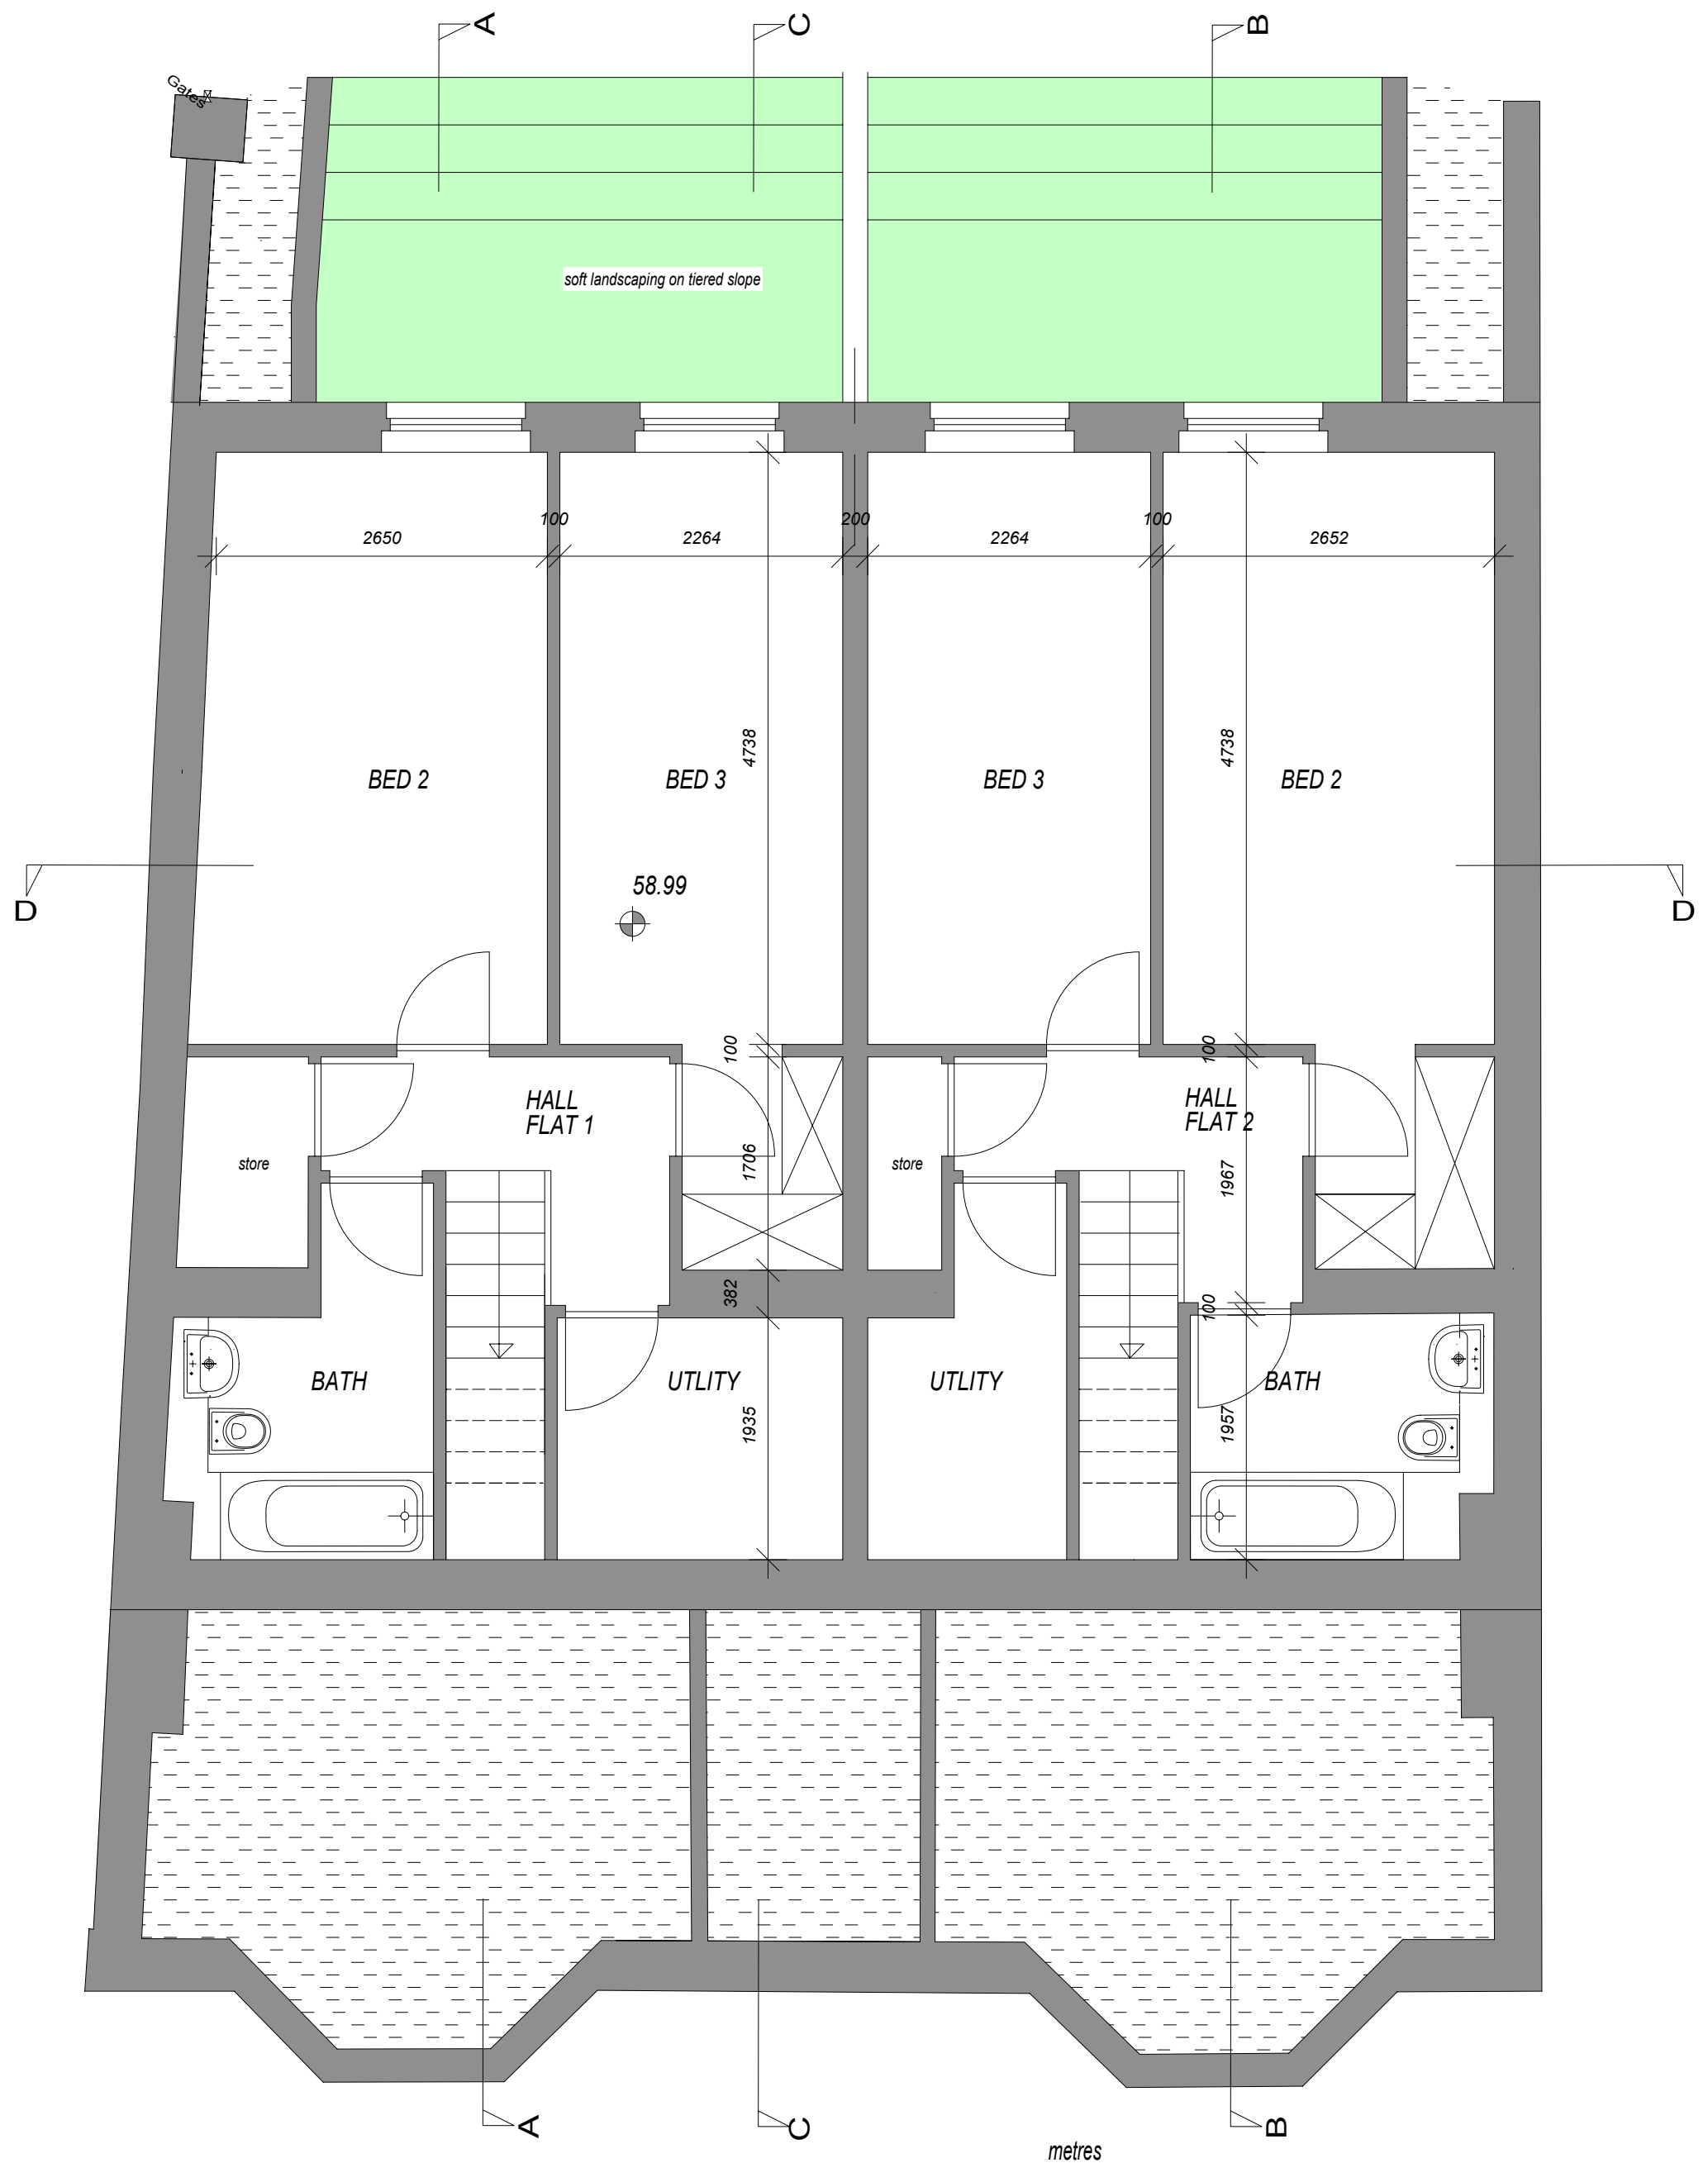 A
C
B
Gates
soft landscaping on tiered slope
100
200
100
2650
2264
2264
2652
4738
4738
BED 2
BED 3
BED 3
BED 2
58.99
D
D
100
100
HALL
FLAT 1
HALL
FLAT 2
store
1706
store
1967
382
100
BATH
UTLITY
UTLITY
BATH
1935
1957
A
C
B
metres